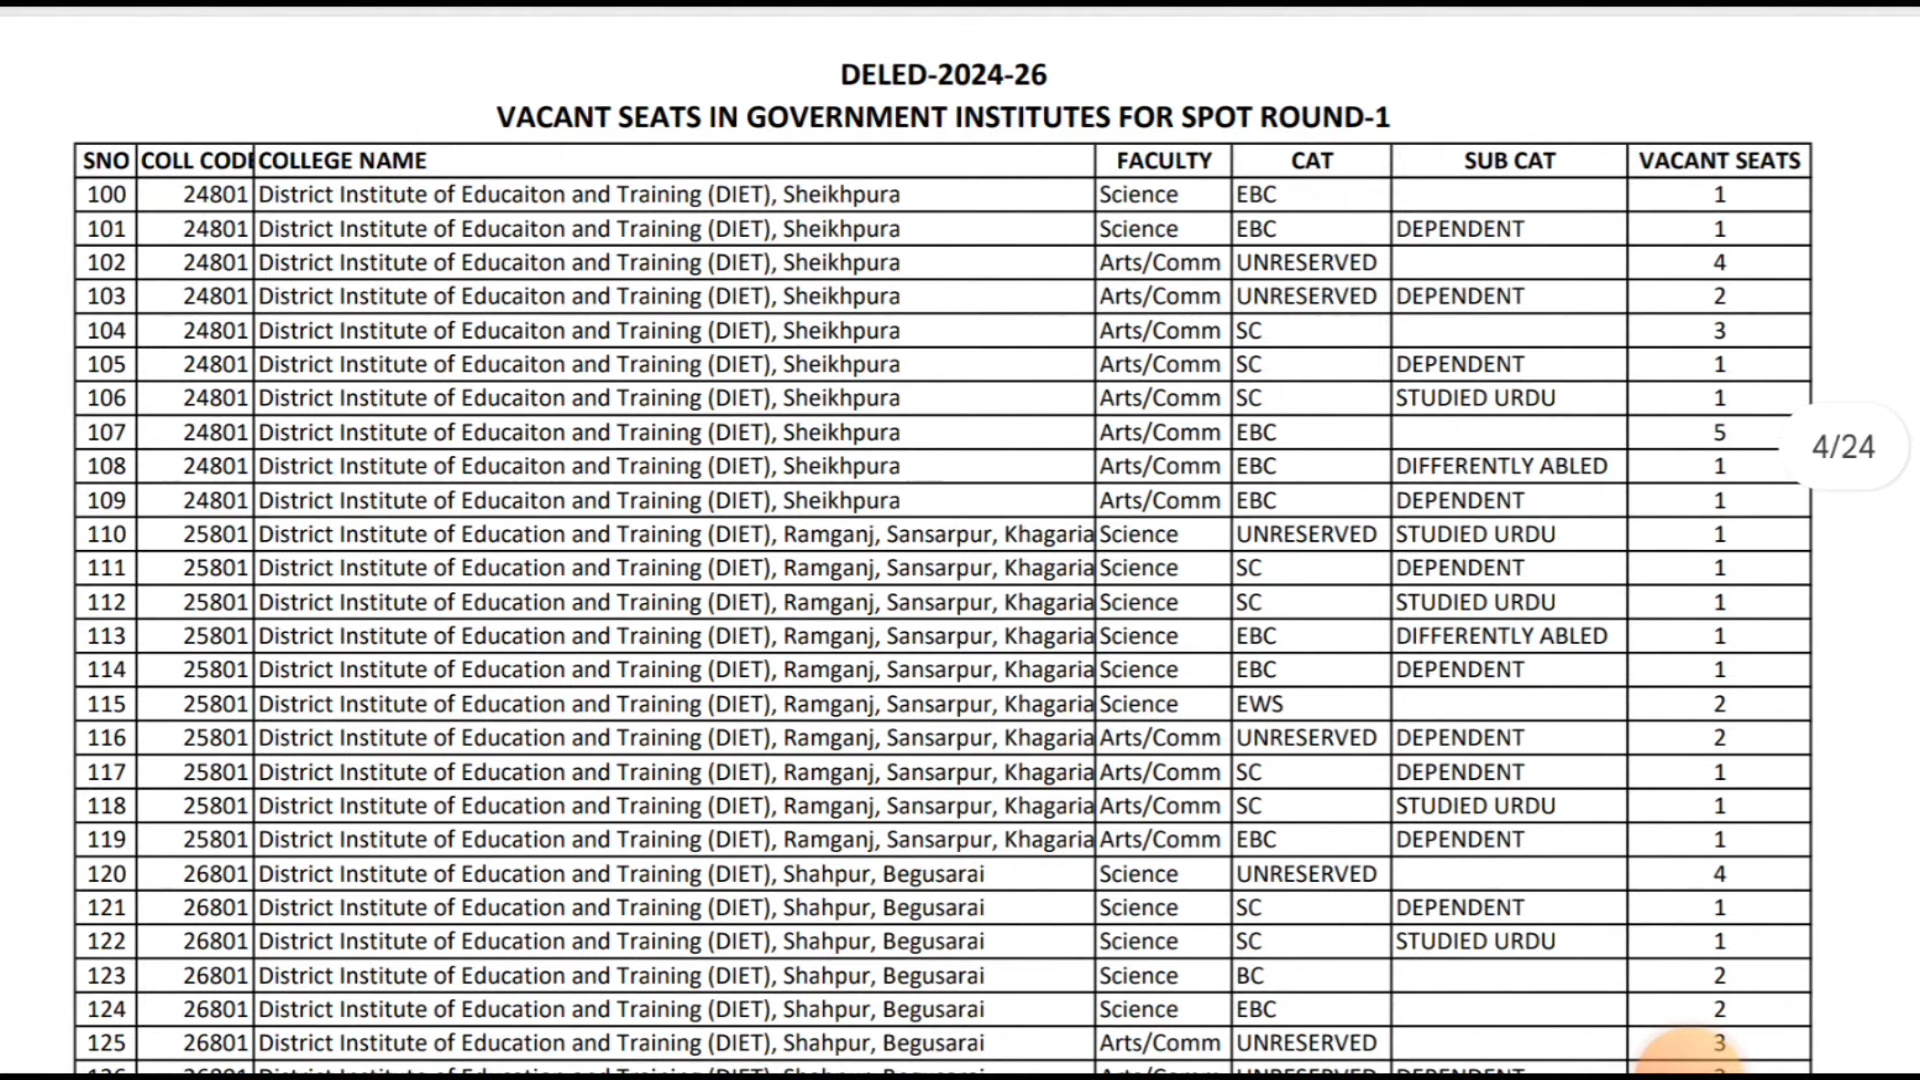 DELED-2024-26
VACANT SEATS IN GOVERNMENT INSTITUTES FOR SPOT ROUND-1
SNO COLL CODE COLLEGE NAME FACULTY CAT SUB CAT VACANT SEATS
100 24801 District Institute of Educaiton and Training (DIET), Sheikhpura Science EBC 1
101 24801 District Institute of Educaiton and Training (DIET), Sheikhpura Science EBC DEPENDENT 1
102 24801 District Institute of Educaiton and Training (DIET), Sheikhpura Arts/Comm UNRESERVED 4
103 24801 District Institute of Educaiton and Training (DIET), Sheikhpura Arts/Comm UNRESERVED DEPENDENT 2
104 24801 District Institute of Educaiton and Training (DIET), Sheikhpura Arts/Comm SC 3
105 24801 District Institute of Educaiton and Training (DIET), Sheikhpura Arts/Comm SC DEPENDENT 1
106 24801 District Institute of Educaiton and Training (DIET), Sheikhpura Arts/Comm SC STUDIED URDU 1
107 24801 District Institute of Educaiton and Training (DIET), Sheikhpura Arts/Comm EBC 5
4/24
108 24801 District Institute of Educaiton and Training (DIET), Sheikhpura Arts/Comm EBC DIFFERENTLY ABLED 1
109 24801 District Institute of Educaiton and Training (DIET), Sheikhpura Arts/Comm EBC DEPENDENT 1
110 25801 District Institute of Education and Training (DIET), Ramganj, Sansarpur, Khagaria Science UNRESERVED STUDIED URDU 1
111 25801 District Institute of Education and Training (DIET), Ramganj, Sansarpur, Khagaria Science SC DEPENDENT 1
112 25801 District Institute of Education and Training (DIET), Ramganj, Sansarpur, Khagaria Science SC STUDIED URDU 1
113 25801 District Institute of Education and Training (DIET), Ramganj, Sansarpur, Khagaria Science EBC DIFFERENTLY ABLED 1
114 25801 District Institute of Education and Training (DIET), Ramganj, Sansarpur, Khagaria Science EBC DEPENDENT 1
115 25801 District Institute of Education and Training (DIET), Ramganj, Sansarpur, Khagaria Science EWS 2
116 25801 District Institute of Education and Training (DIET), Ramganj, Sansarpur, Khagaria Arts/Comm UNRESERVED DEPENDENT 2
117 25801 District Institute of Education and Training (DIET), Ramganj, Sansarpur, Khagaria Arts/Comm SC DEPENDENT 1
118 25801 District Institute of Education and Training (DIET), Ramganj, Sansarpur, Khagaria Arts/Comm SC STUDIED URDU 1
119 25801 District Institute of Education and Training (DIET), Ramganj, Sansarpur, Khagaria Arts/Comm EBC DEPENDENT 1
120 26801 District Institute of Education and Training (DIET), Shahpur, Begusarai Science UNRESERVED 4
121 26801 District Institute of Education and Training (DIET), Shahpur, Begusarai Science SC DEPENDENT 1
122 26801 District Institute of Education and Training (DIET), Shahpur, Begusarai Science SC STUDIED URDU 1
123 26801 District Institute of Education and Training (DIET), Shahpur, Begusarai Science BC 2
124 26801 District Institute of Education and Training (DIET), Shahpur, Begusarai Science EBC 2
125 26801 District Institute of Education and Training (DIET), Shahpur, Begusarai Arts/Comm UNRESERVED 3